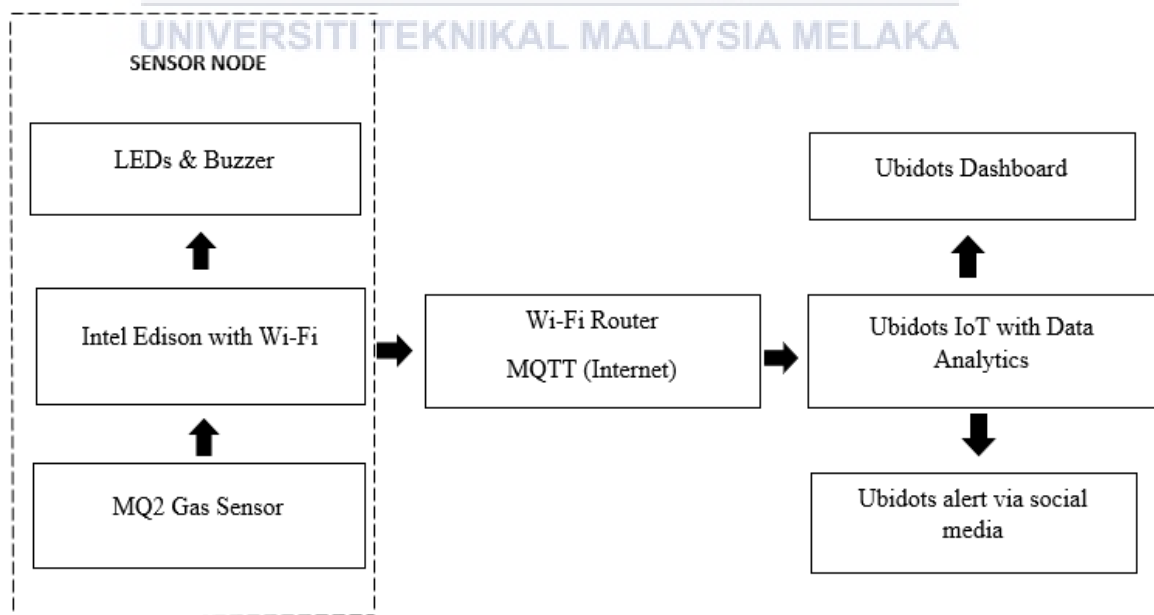 UNIVERSITI TEKNIKAL MALAYSIA MELAKA
SENSOR NODE
LEDs & Buzzer
Intel Edison with Wi-Fi
MQ2 Gas Sensor
Wi-Fi Router
MQTT (Internet)
Ubidots Dashboard
Ubidots IoT with Data
Analytics
Ubidots alert via social
media